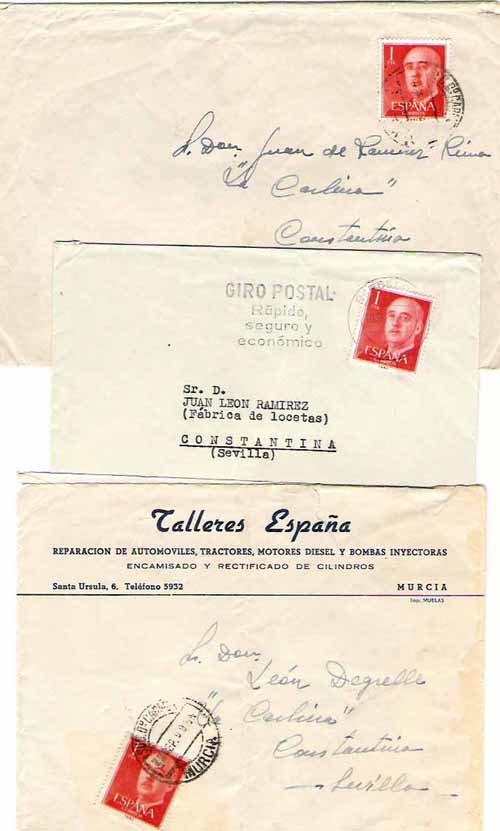 1
ESPAÑA
Sr. Don Juan de Ramirez Reina
"La Carlina"
Constantina
GIRO POSTAL
Rápido,
seguro y
económico
1
ESPAÑA
Sr. D.
JUAN LEON RAMIREZ
(Fábrica de locetas)
CONSTANTINA
(Sevilla)
Talleres España
REPARACION DE AUTOMOVILES, TRACTORES, MOTORES DIESEL Y BOMBAS INYECTORAS
ENCAMISADO Y RECTIFICADO DE CILINDROS
Santa Ursula, 6. Teléfono 5932 MURCIA
Imp. MUELAS
Sr. Don
León Degrelle
"La Carlina"
Constantina
Sevilla
MURCIA
ESPAÑA